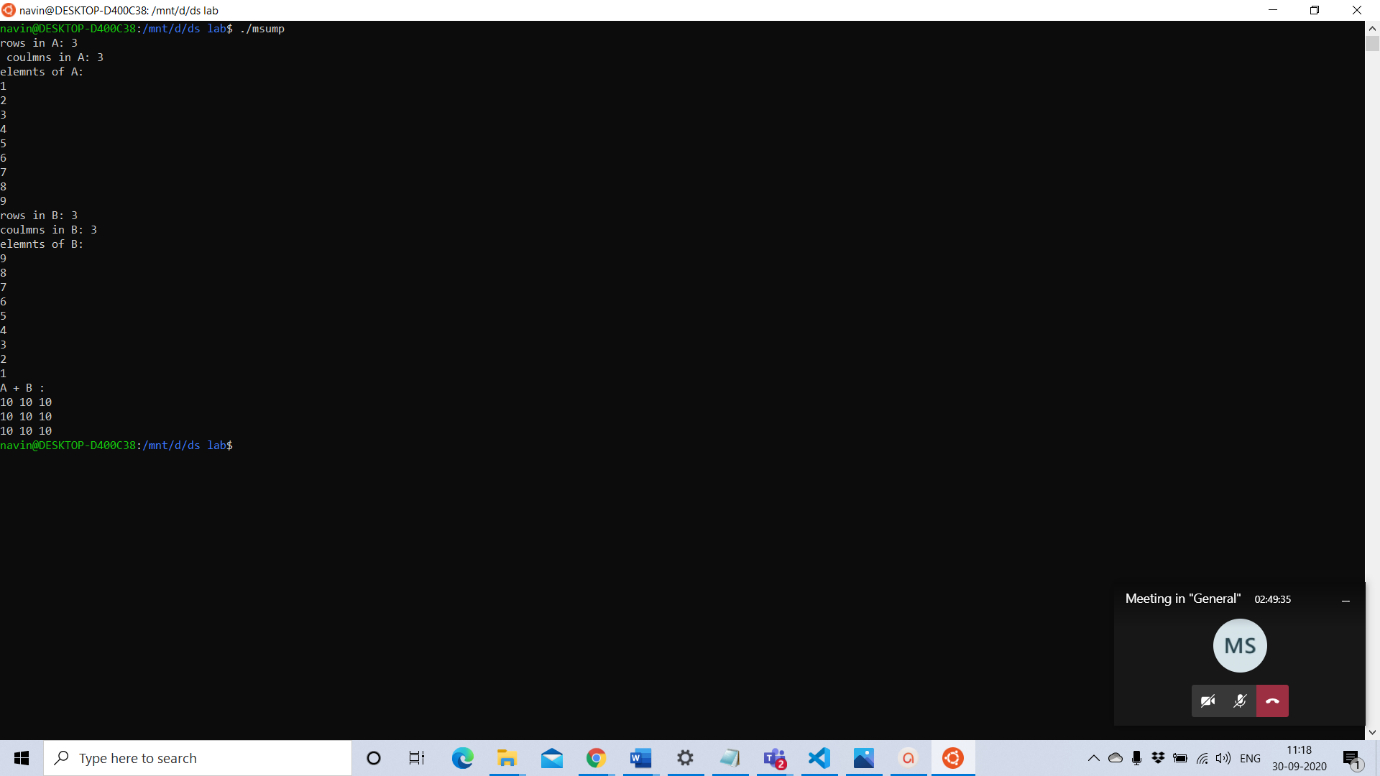 navin@DESKTOP-D400C38: /mnt/d/ds lab
navin@DESKTOP-D400C38:/mnt/d/ds lab$ ./msump
rows in A: 3
 coulmns in A: 3
elemnts of A:
1
2
3
4
5
6
7
8
9
rows in B: 3
coulmns in B: 3
elemnts of B:
9
8
7
6
5
4
3
2
1
A + B :
10 10 10
10 10 10
10 10 10
navin@DESKTOP-D400C38:/mnt/d/ds lab$
Meeting in "General" 02:49:35
MS
Type here to search
W
T
2
a
ENG
11:18
30-09-2020
1